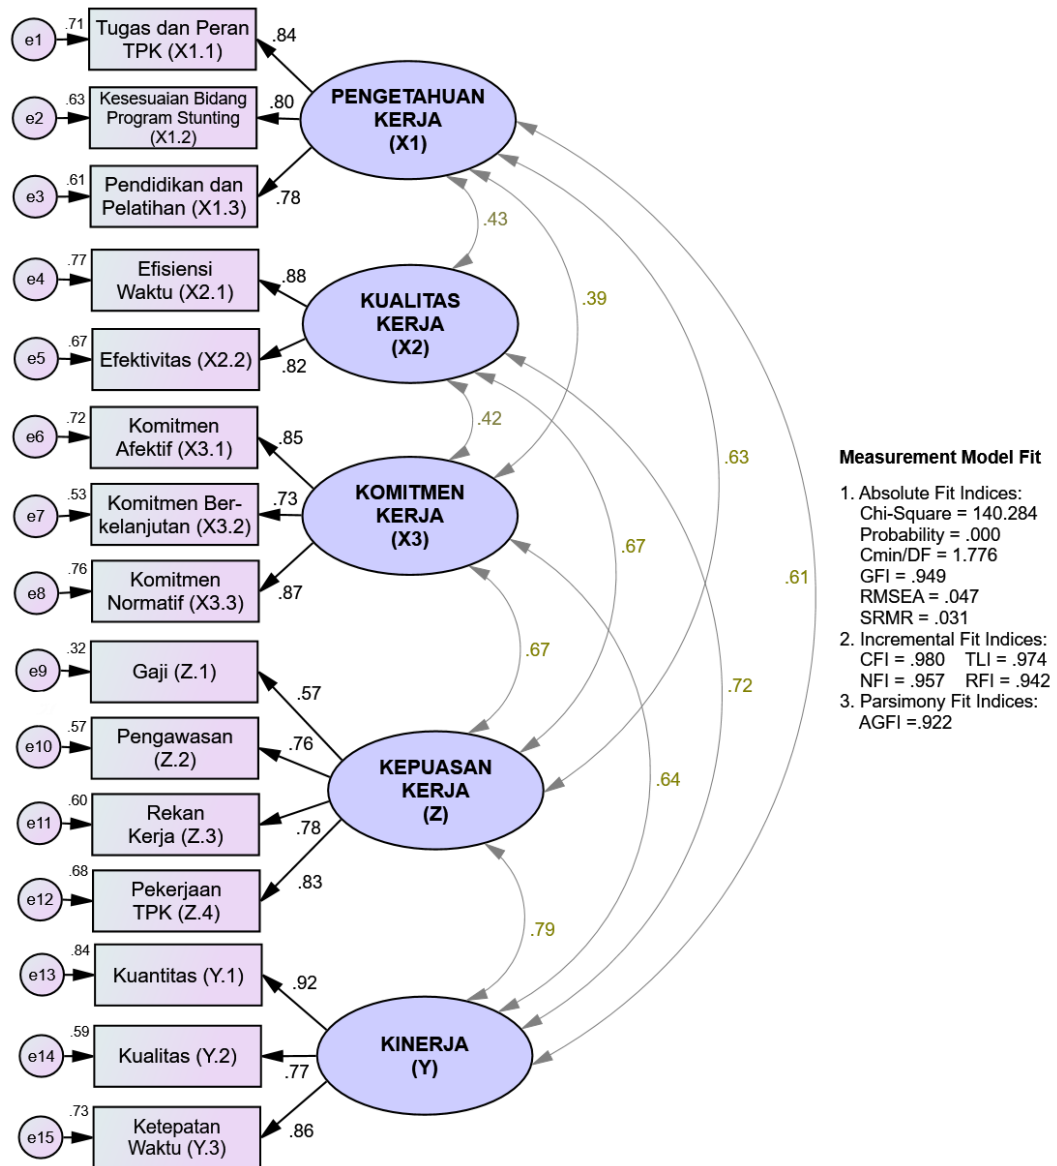 .71
e1
Tugas dan Peran
TPK (X1.1)
.84
.63
e2
Kesesuaian Bidang
Program Stunting
(X1.2)
.80
.61
e3
Pendidikan dan
Pelatihan (X1.3)
.78
PENGETAHUAN
KERJA
(X1)
.77
e4
Efisiensi
Waktu (X2.1)
.88
.67
e5
Efektivitas (X2.2)
.82
KUALITAS
KERJA
(X2)
.72
e6
Komitmen
Afektif (X3.1)
.85
.53
e7
Komitmen Ber-
kelanjutan (X3.2)
.73
.76
e8
Komitmen
Normatif (X3.3)
.87
KOMITMEN
KERJA
(X3)
.32
e9
Gaji (Z.1)
.57
.57
e10
Pengawasan
(Z.2)
.76
.60
e11
Rekan
Kerja (Z.3)
.78
.68
e12
Pekerjaan
TPK (Z.4)
.83
KEPUASAN
KERJA
(Z)
.84
e13
Kuantitas (Y.1)
.92
.59
e14
Kualitas (Y.2)
.77
.73
e15
Ketepatan
Waktu (Y.3)
.86
KINERJA
(Y)
.43
.39
.42
.63
.67
.61
.67
.72
.64
.79
Measurement Model Fit
1. Absolute Fit Indices:
Chi-Square = 140.284
Probability = .000
Cmin/DF = 1.776
GFI = .949
RMSEA = .047
SRMR = .031
2. Incremental Fit Indices:
CFI = .980 TLI = .974
NFI = .957 RFI = .942
3. Parsimony Fit Indices:
AGFI =.922